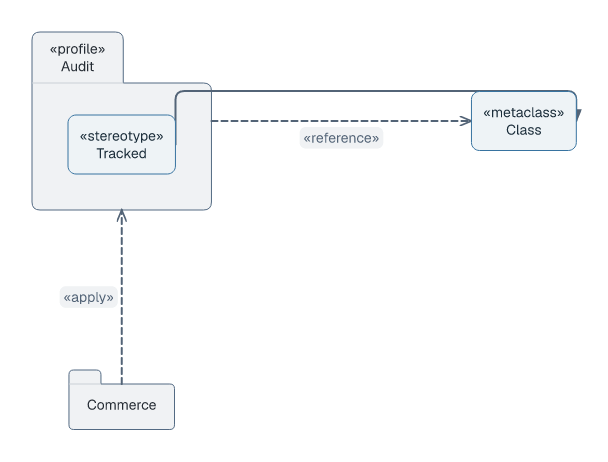 «profile»
Audit
«stereotype»
Tracked
«metaclass»
Class
«reference»
«apply»
Commerce